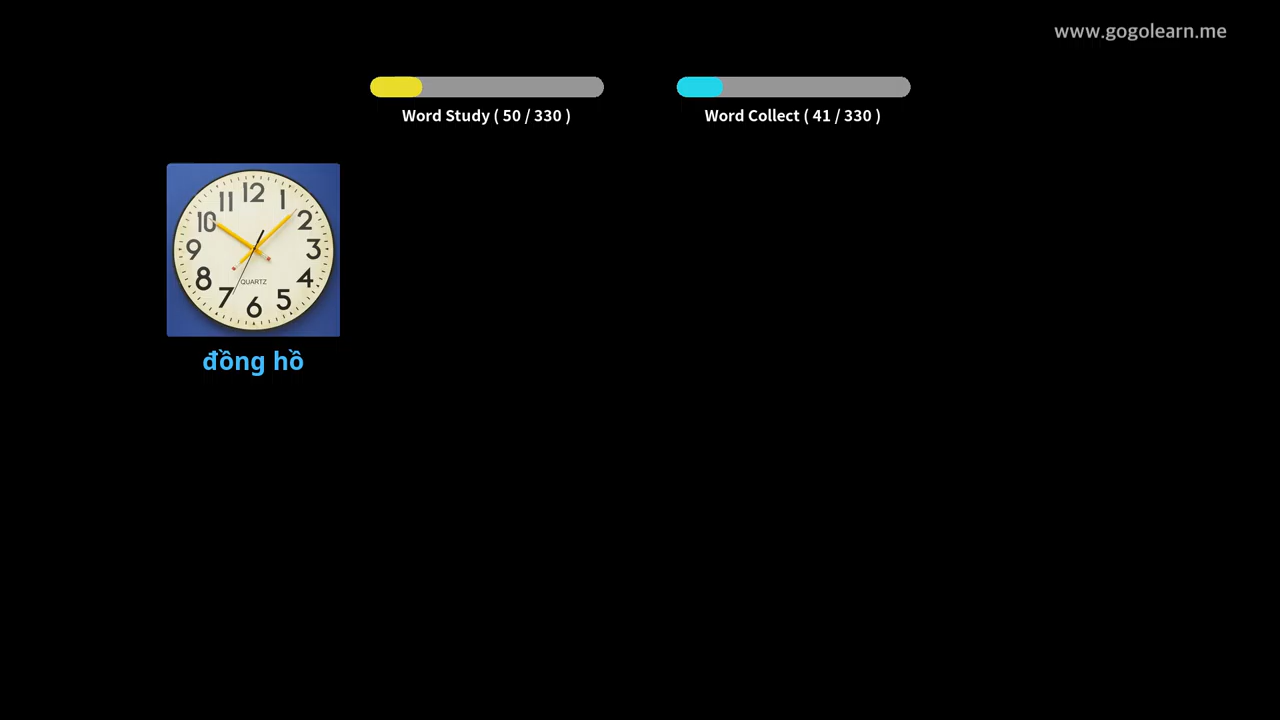 www.gogolearn.me
Word Study ( 50 / 330 )
Word Collect ( 41 / 330 )
12
11 1
10 2
9 3
8 4
QUARTZ
7 5
6
đồng hồ